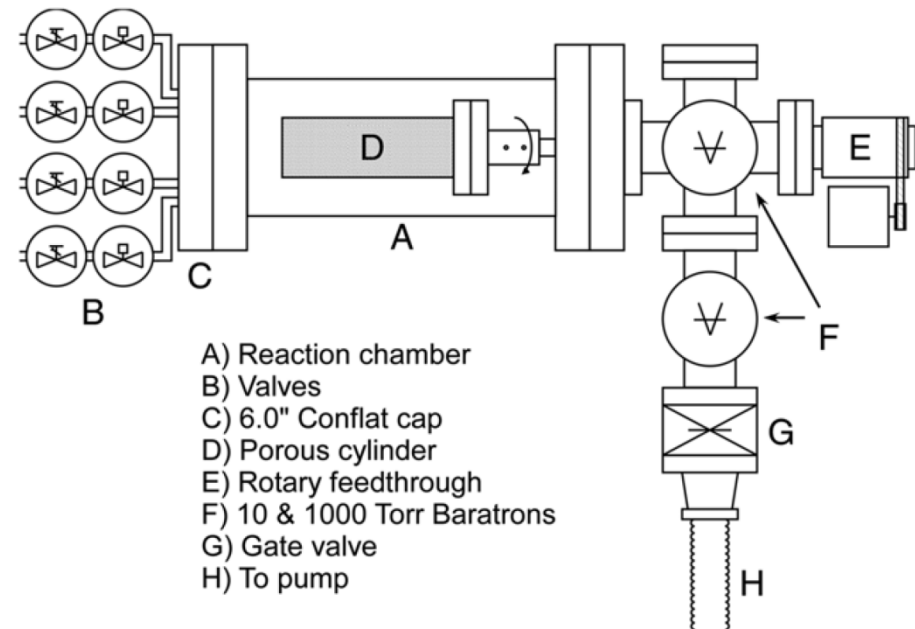 D
E
A
C
B
F
G
H
A) Reaction chamber
B) Valves
C) 6.0" Conflat cap
D) Porous cylinder
E) Rotary feedthrough
F) 10 & 1000 Torr Baratrons
G) Gate valve
H) To pump